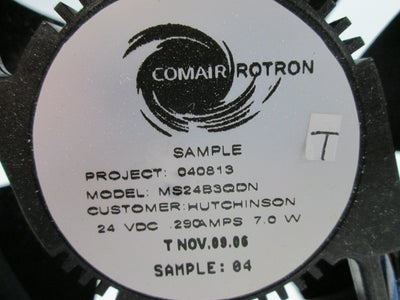 COMAIR ROTRON
T
SAMPLE
PROJECT: 040813
MODEL: MS24B3QDN
CUSTOMER: HUTCHINSON
24 VDC .290AMPS 7.0 W
T NOV.09.06
SAMPLE: 04